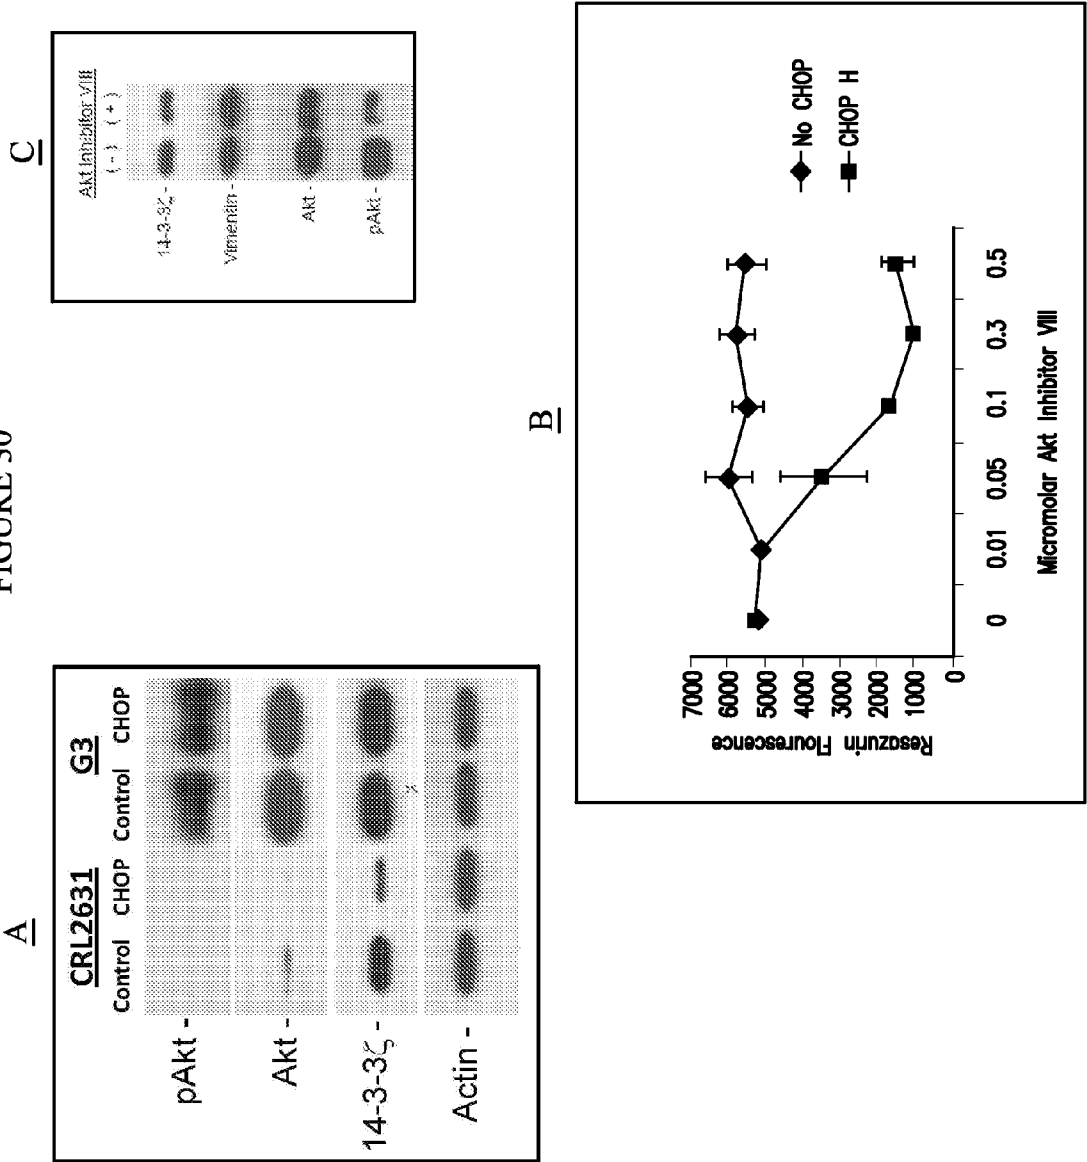 FIGURE 30
A
CRL2631 G3
Control CHOP Control CHOP
pAkt -
Akt -
14-3-3ζ -
Actin -
B
Resazurin Flourescence
7000
6000
5000
4000
3000
2000
1000
0
0 0.01 0.05 0.1 0.3 0.5
Micromolar Akt Inhibitor VIII
No CHOP
CHOP H
C
Akt Inhibitor VIII
(-) (+)
14-3-3ζ -
Vimentin -
Akt -
pAkt -